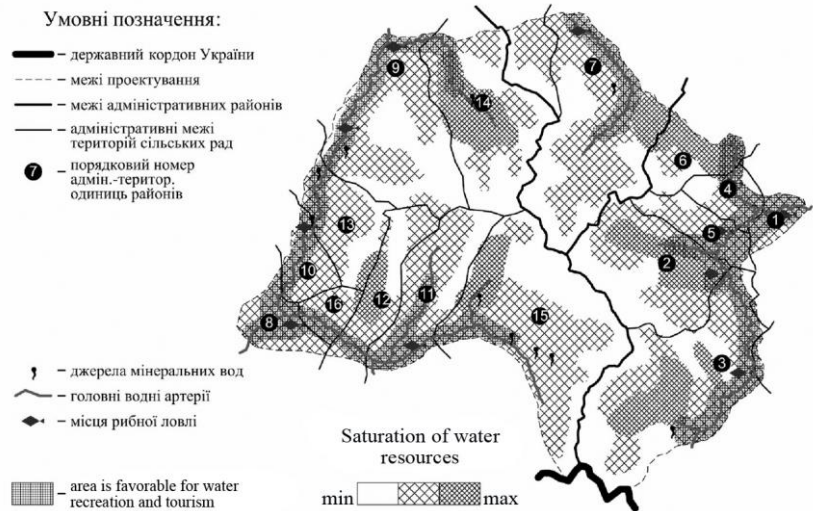 Умовні позначення:
– державний кордон України
– межі проектування
– межі адміністративних районів
– адміністративні межі
територій сільських рад
7 – порядковий номер
адмін.-територ.
одиниць районів
– джерела мінеральних вод
– головні водні артерії
– місця рибної ловлі
– area is favorable for water
recreation and tourism
Saturation of water
resources
min max
9
7
14
6
4
1
5
13
2
10
12
11
16
15
8
3